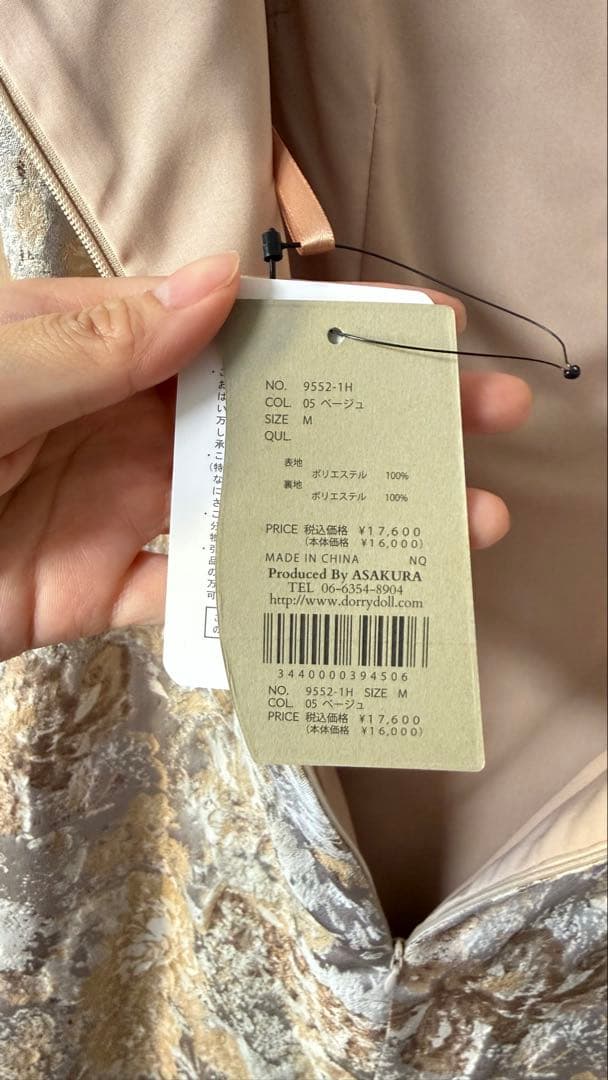 NO. 9552-1H
COL. 05 ベージュ
SIZE M
QUL.
表地
ポリエステル 100%
裏地
ポリエステル 100%
PRICE 税込価格 ¥17,600
(本体価格 ¥16,000)
MADE IN CHINA NQ
Produced By ASAKURA
TEL 06-6354-8904
http://www.dorrydoll.com
3440000394506
NO. 9552-1H SIZE M
COL. 05 ベージュ
PRICE 税込価格 ¥17,600
(本体価格 ¥16,000)